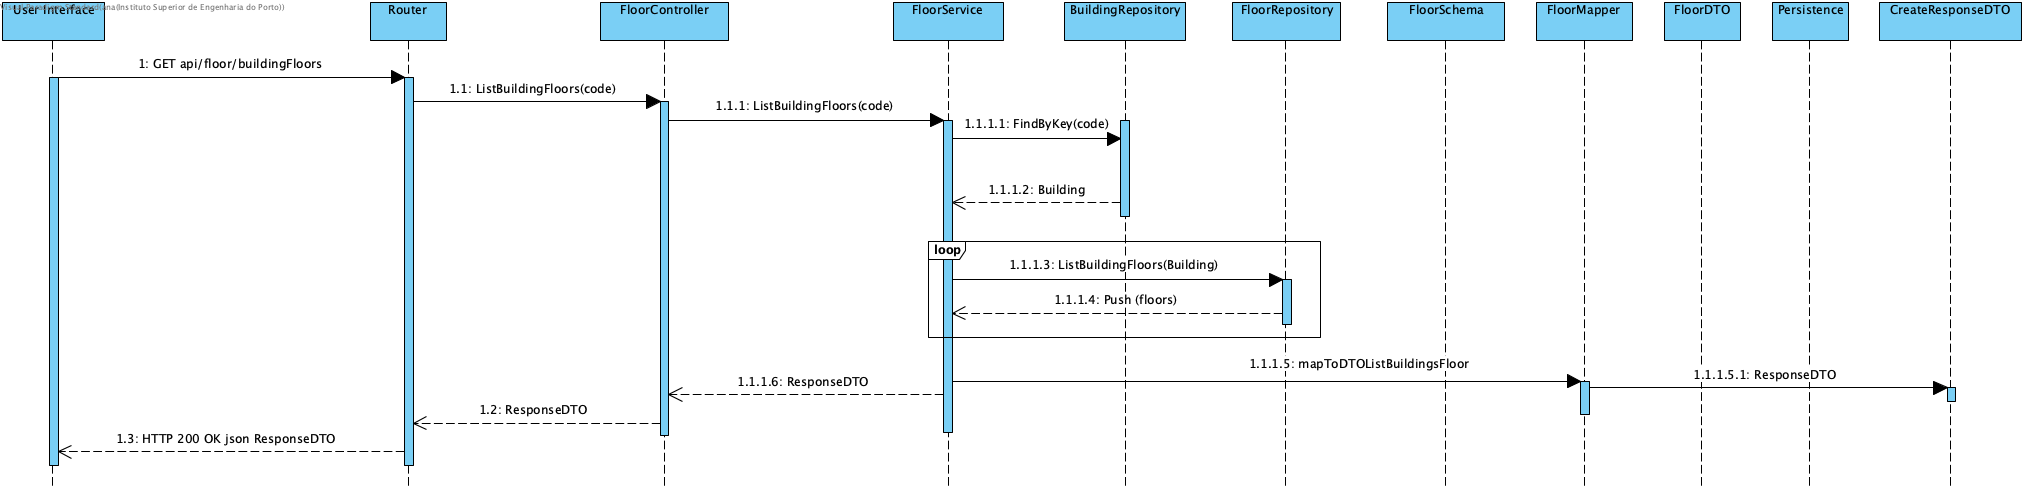 (Instituto Superior de Engenharia do Porto))
User Interface
Router
FloorController
FloorService
BuildingRepository
FloorRepository
FloorSchema
FloorMapper
FloorDTO
Persistence
CreateResponseDTO
1: GET api/floor/buildingFloors
1.1: ListBuildingFloors(code)
1.1.1: ListBuildingFloors(code)
1.1.1.1: FindByKey(code)
1.1.1.2: Building
loop
1.1.1.3: ListBuildingFloors(Building)
1.1.1.4: Push (floors)
1.1.1.5: mapToDTOListBuildingsFloor
1.1.1.5.1: ResponseDTO
1.1.1.6: ResponseDTO
1.2: ResponseDTO
1.3: HTTP 200 OK json ResponseDTO